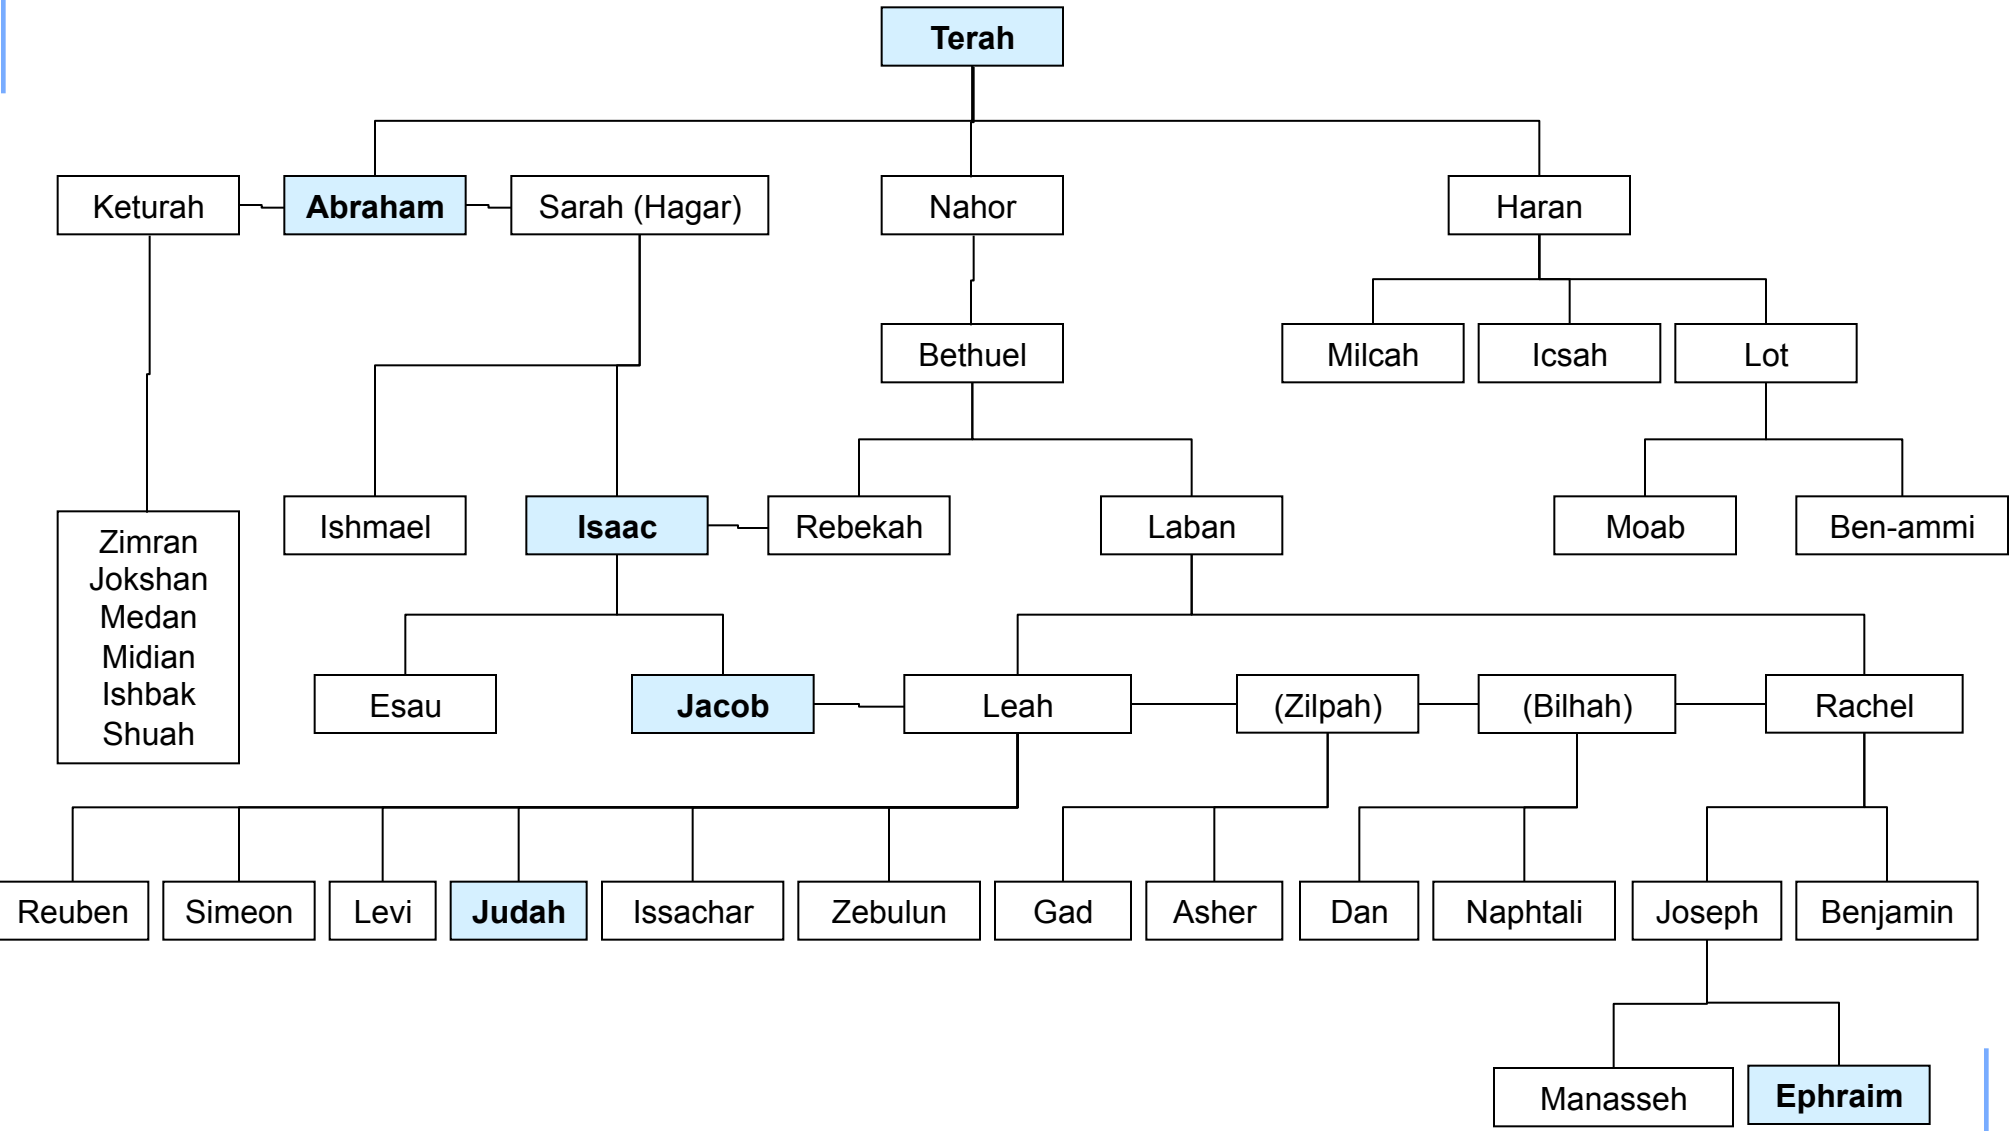 Terah
Keturah
Abraham
Sarah (Hagar)
Nahor
Haran
Bethuel
Milcah
Icsah
Lot
Zimran
Jokshan
Medan
Midian
Ishbak
Shuah
Ishmael
Isaac
Rebekah
Laban
Moab
Ben-ammi
Esau
Jacob
Leah
(Zilpah)
(Bilhah)
Rachel
Reuben
Simeon
Levi
Judah
Issachar
Zebulun
Gad
Asher
Dan
Naphtali
Joseph
Benjamin
Manasseh
Ephraim